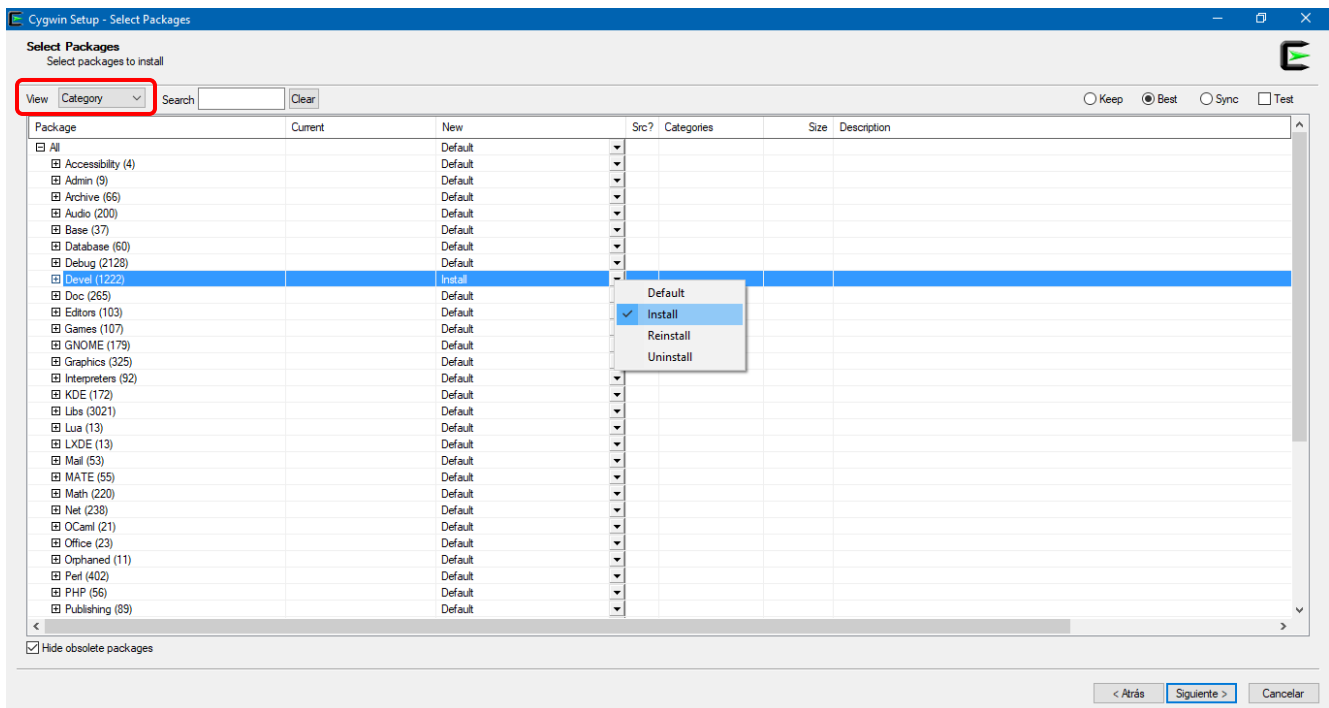 Cygwin Setup - Select Packages
Select Packages
Select packages to install
View Category Search Clear Keep Best Sync Test
Package Current New Src? Categories Size Description
All Default
Accessibility (4) Default
Admin (9) Default
Archive (66) Default
Audio (200) Default
Base (37) Default
Database (60) Default
Debug (2128) Default
Devel (1222) Install
Doc (265) Default
Editors (103) Default
Games (107) Default
GNOME (179) Default
Graphics (325) Default
Interpreters (92) Default
KDE (172) Default
Libs (3021) Default
Lua (13) Default
LXDE (13) Default
Mail (53) Default
MATE (55) Default
Math (220) Default
Net (238) Default
OCaml (21) Default
Office (23) Default
Orphaned (11) Default
Perl (402) Default
PHP (56) Default
Publishing (89) Default
Default
Install
Reinstall
Uninstall
Hide obsolete packages
< Atrás Siguiente > Cancelar